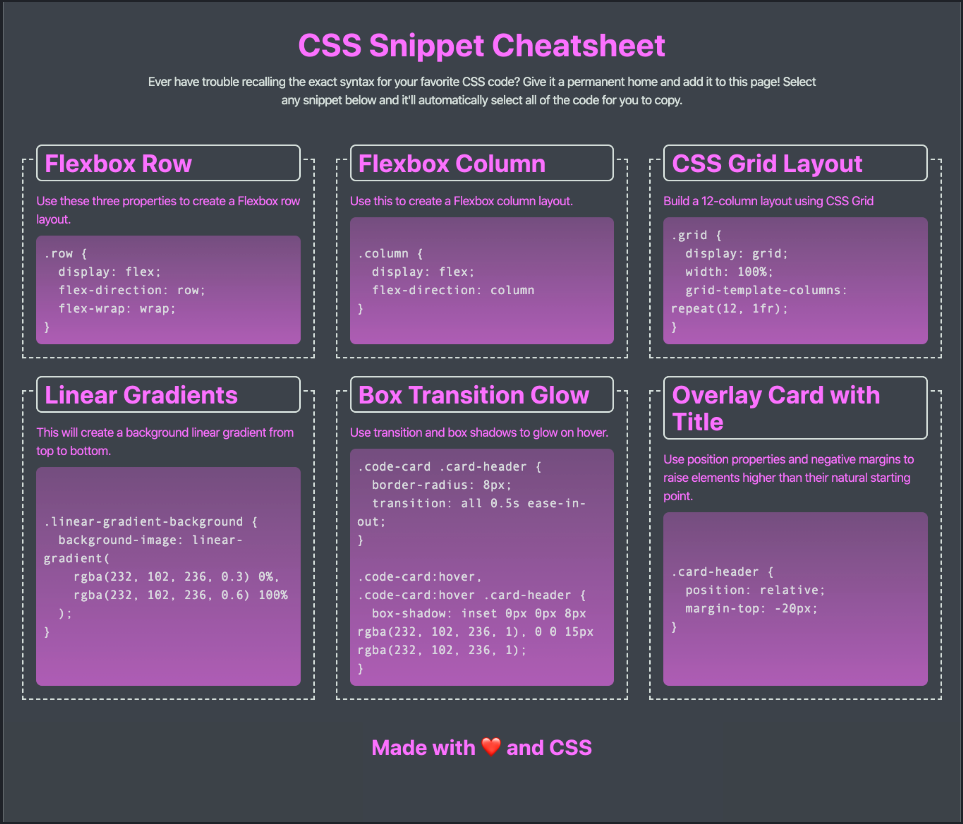 CSS Snippet Cheatsheet
Ever have trouble recalling the exact syntax for your favorite CSS code? Give it a permanent home and add it to this page! Select
any snippet below and it'll automatically select all of the code for you to copy.
Flexbox Row
Use these three properties to create a Flexbox row
layout.
.row {
  display: flex;
  flex-direction: row;
  flex-wrap: wrap;
}
Flexbox Column
Use this to create a Flexbox column layout.
.column {
  display: flex;
  flex-direction: column
}
CSS Grid Layout
Build a 12-column layout using CSS Grid
.grid {
  display: grid;
  width: 100%;
  grid-template-columns:
repeat(12, 1fr);
}
Linear Gradients
This will create a background linear gradient from
top to bottom.
.linear-gradient-background {
  background-image: linear-
gradient(
    rgba(232, 102, 236, 0.3) 0%,
    rgba(232, 102, 236, 0.6) 100%
  );
}
Box Transition Glow
Use transition and box shadows to glow on hover.
.code-card .card-header {
  border-radius: 8px;
  transition: all 0.5s ease-in-
out;
}
.code-card:hover,
.code-card:hover .card-header {
  box-shadow: inset 0px 0px 8px
rgba(232, 102, 236, 1), 0 0 15px
rgba(232, 102, 236, 1);
}
Overlay Card with
Title
Use position properties and negative margins to
raise elements higher than their natural starting
point.
.card-header {
  position: relative;
  margin-top: -20px;
}
Made with ❤️ and CSS